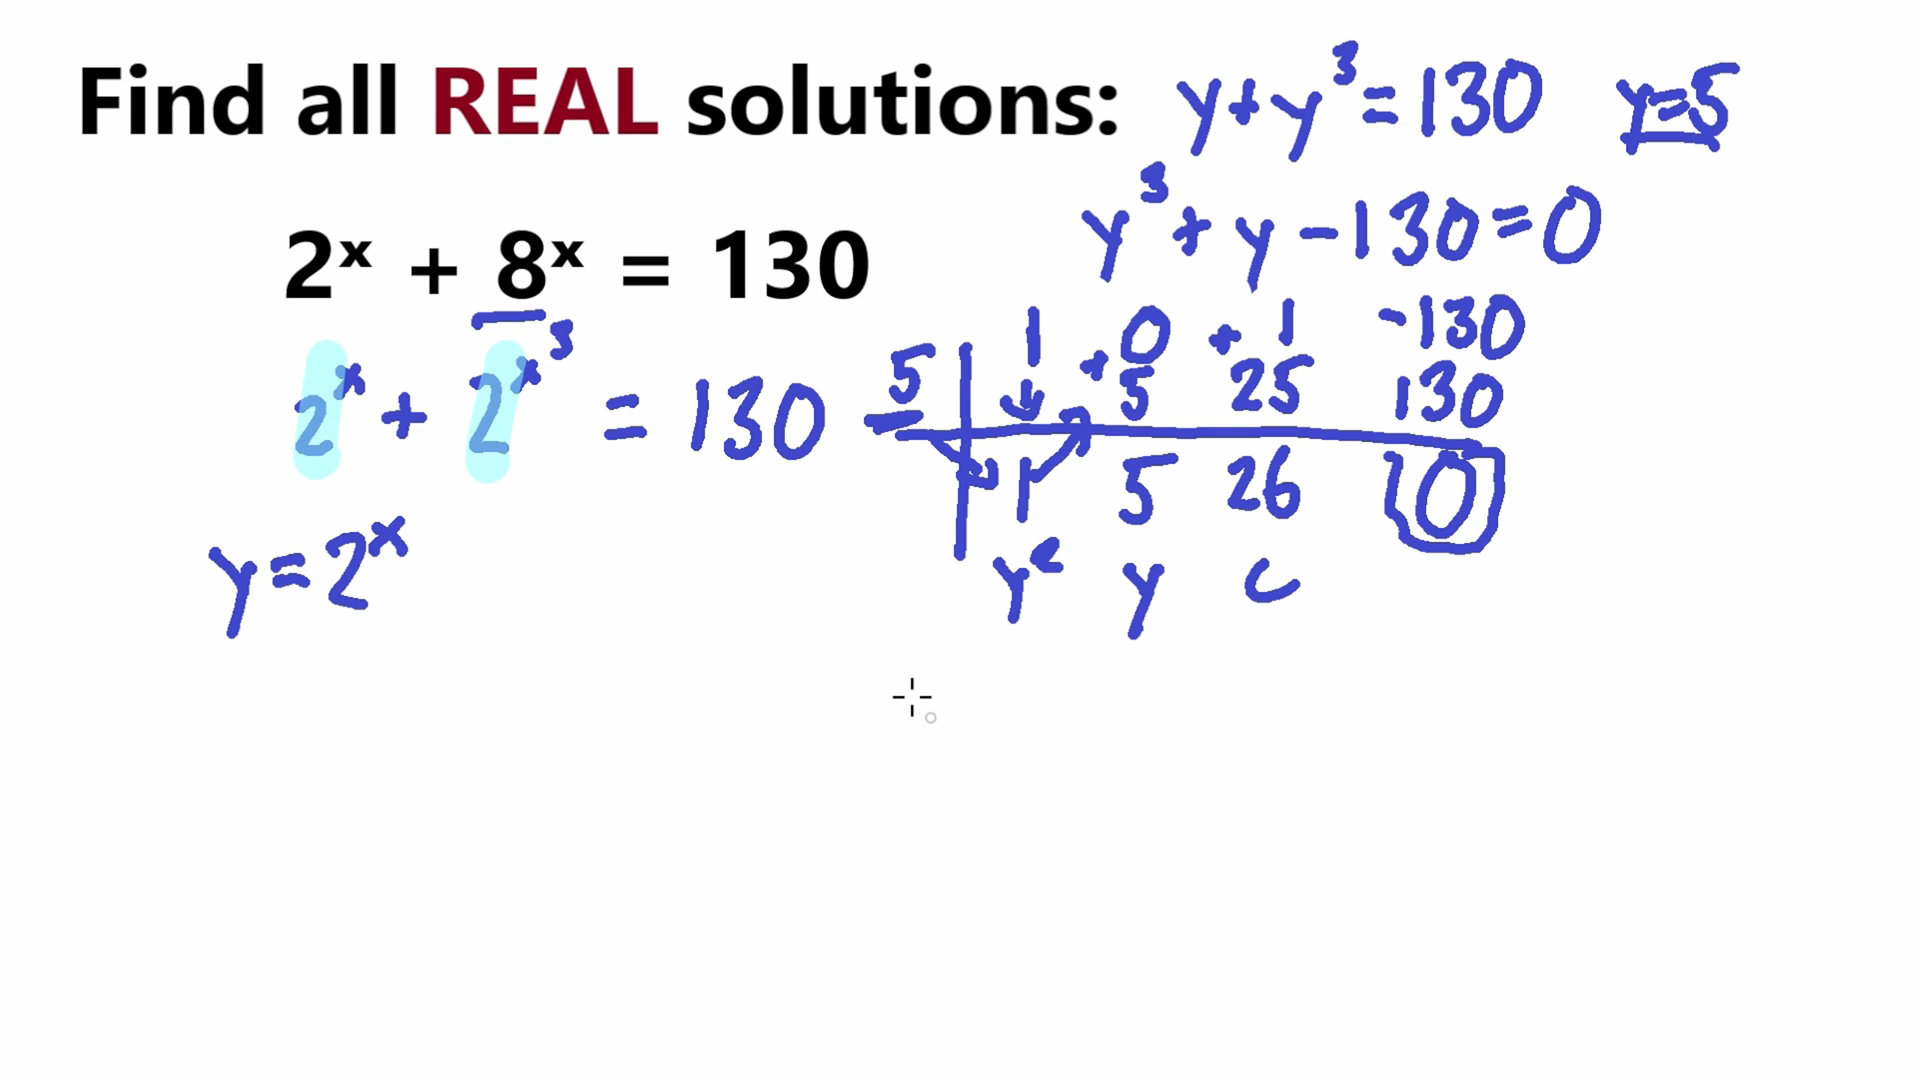 Find all REAL solutions:
y+y³=130 y=5
y³+y-130=0
2ˣ + 8ˣ = 130
2ˣ + 2ˣ³ = 130
y=2ˣ
5 1 +0 +1 -130
+5 25 130
1 5 26 0
y² y c